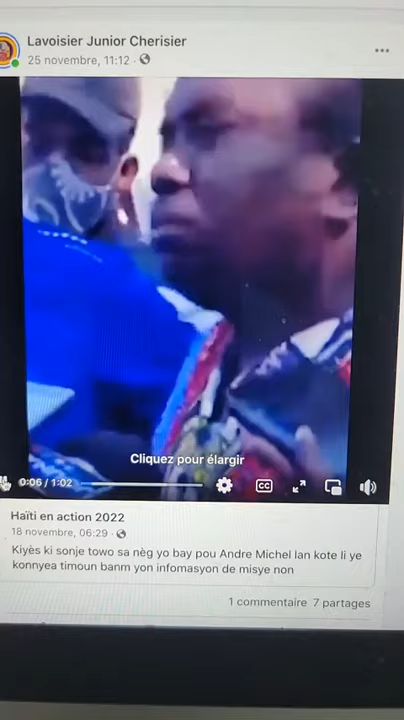 Lavoisier Junior Cherisier
25 novembre, 11:12 ·
Cliquez pour élargir
0:06 / 1:02
CC
Haïti en action 2022
18 novembre, 06:29 ·
Kiyès ki sonje towo sa nèg yo bay pou Andre Michel lan kote li ye
konnyea timoun banm yon infomasyon de misye non
1 commentaire 7 partages